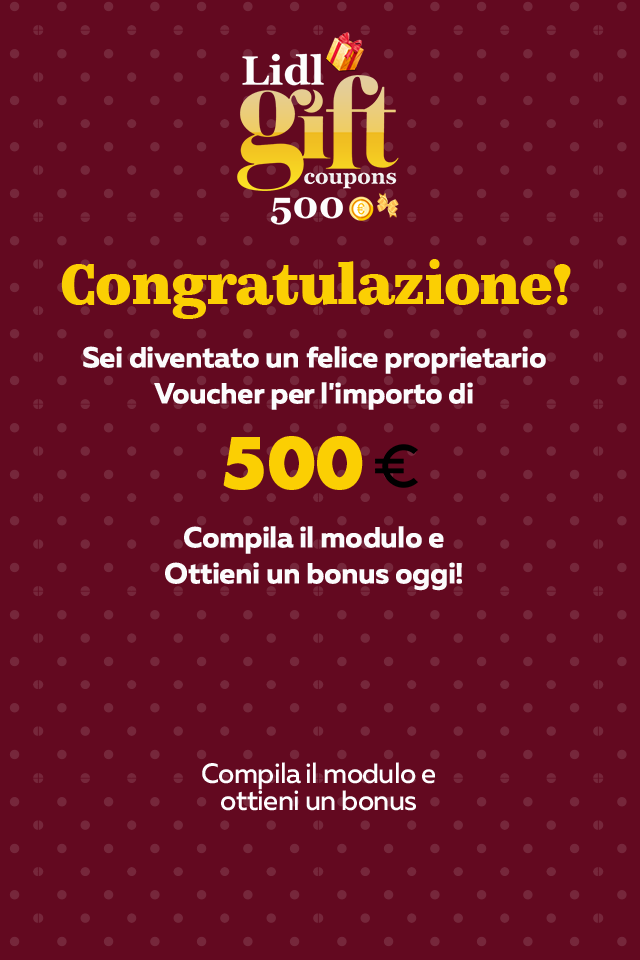 Lidl
gift
coupons
500
Congratulazione!
Sei diventato un felice proprietario
Voucher per l'importo di
500 €
Compila il modulo e
Ottieni un bonus oggi!
Compila il modulo e
ottieni un bonus